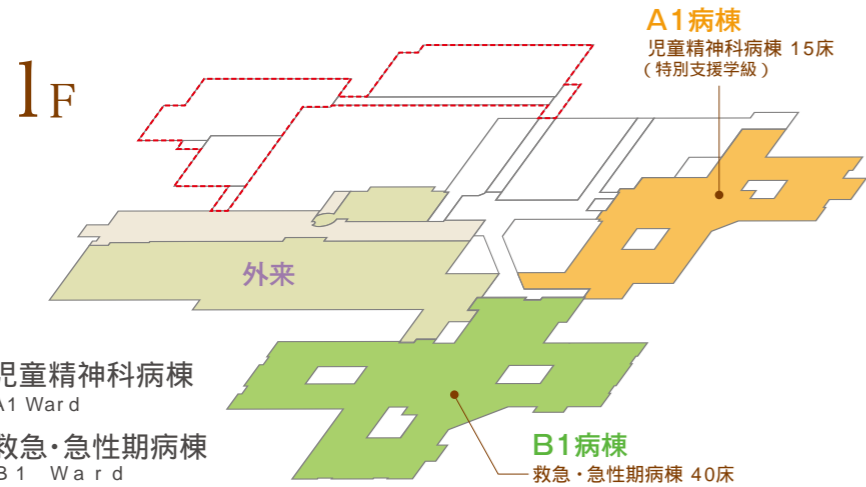 1F
A1病棟
児童精神科病棟 15床
(特別支援学級)
外来
児童精神科病棟
A1 Ward
救急・急性期病棟
B1 Ward
B1病棟
救急・急性期病棟 40床